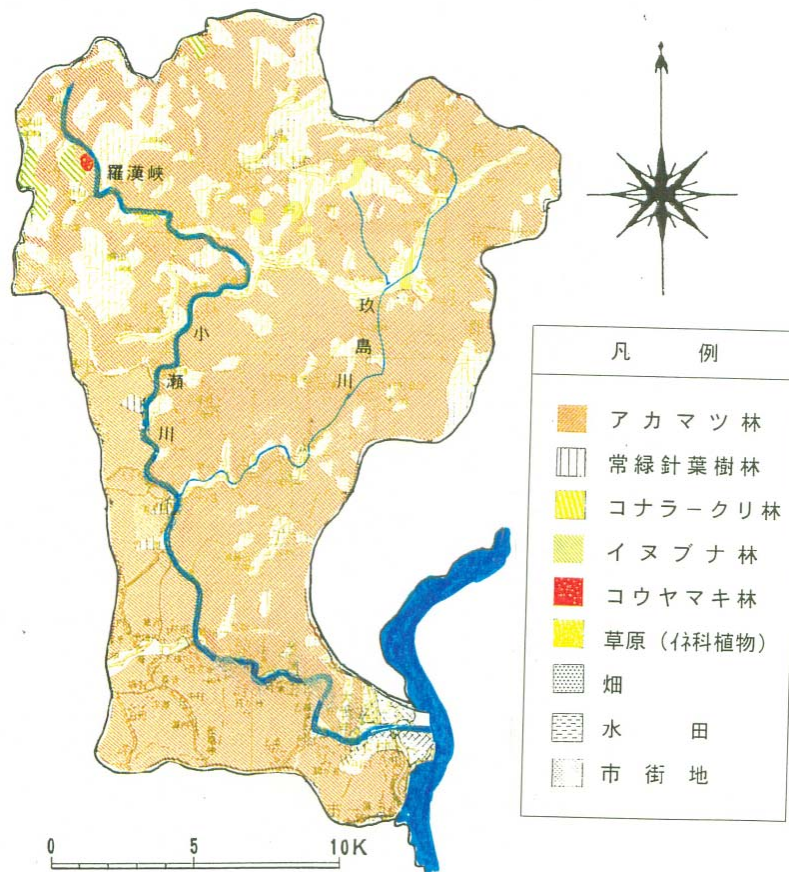 羅漢峡
小瀬川
玖島川
凡 例
アカマツ林
常緑針葉樹林
コナラークリ林
イヌブナ林
コウヤマキ林
草原(イネ科植物)
畑
水 田
市 街 地
0 5 10K